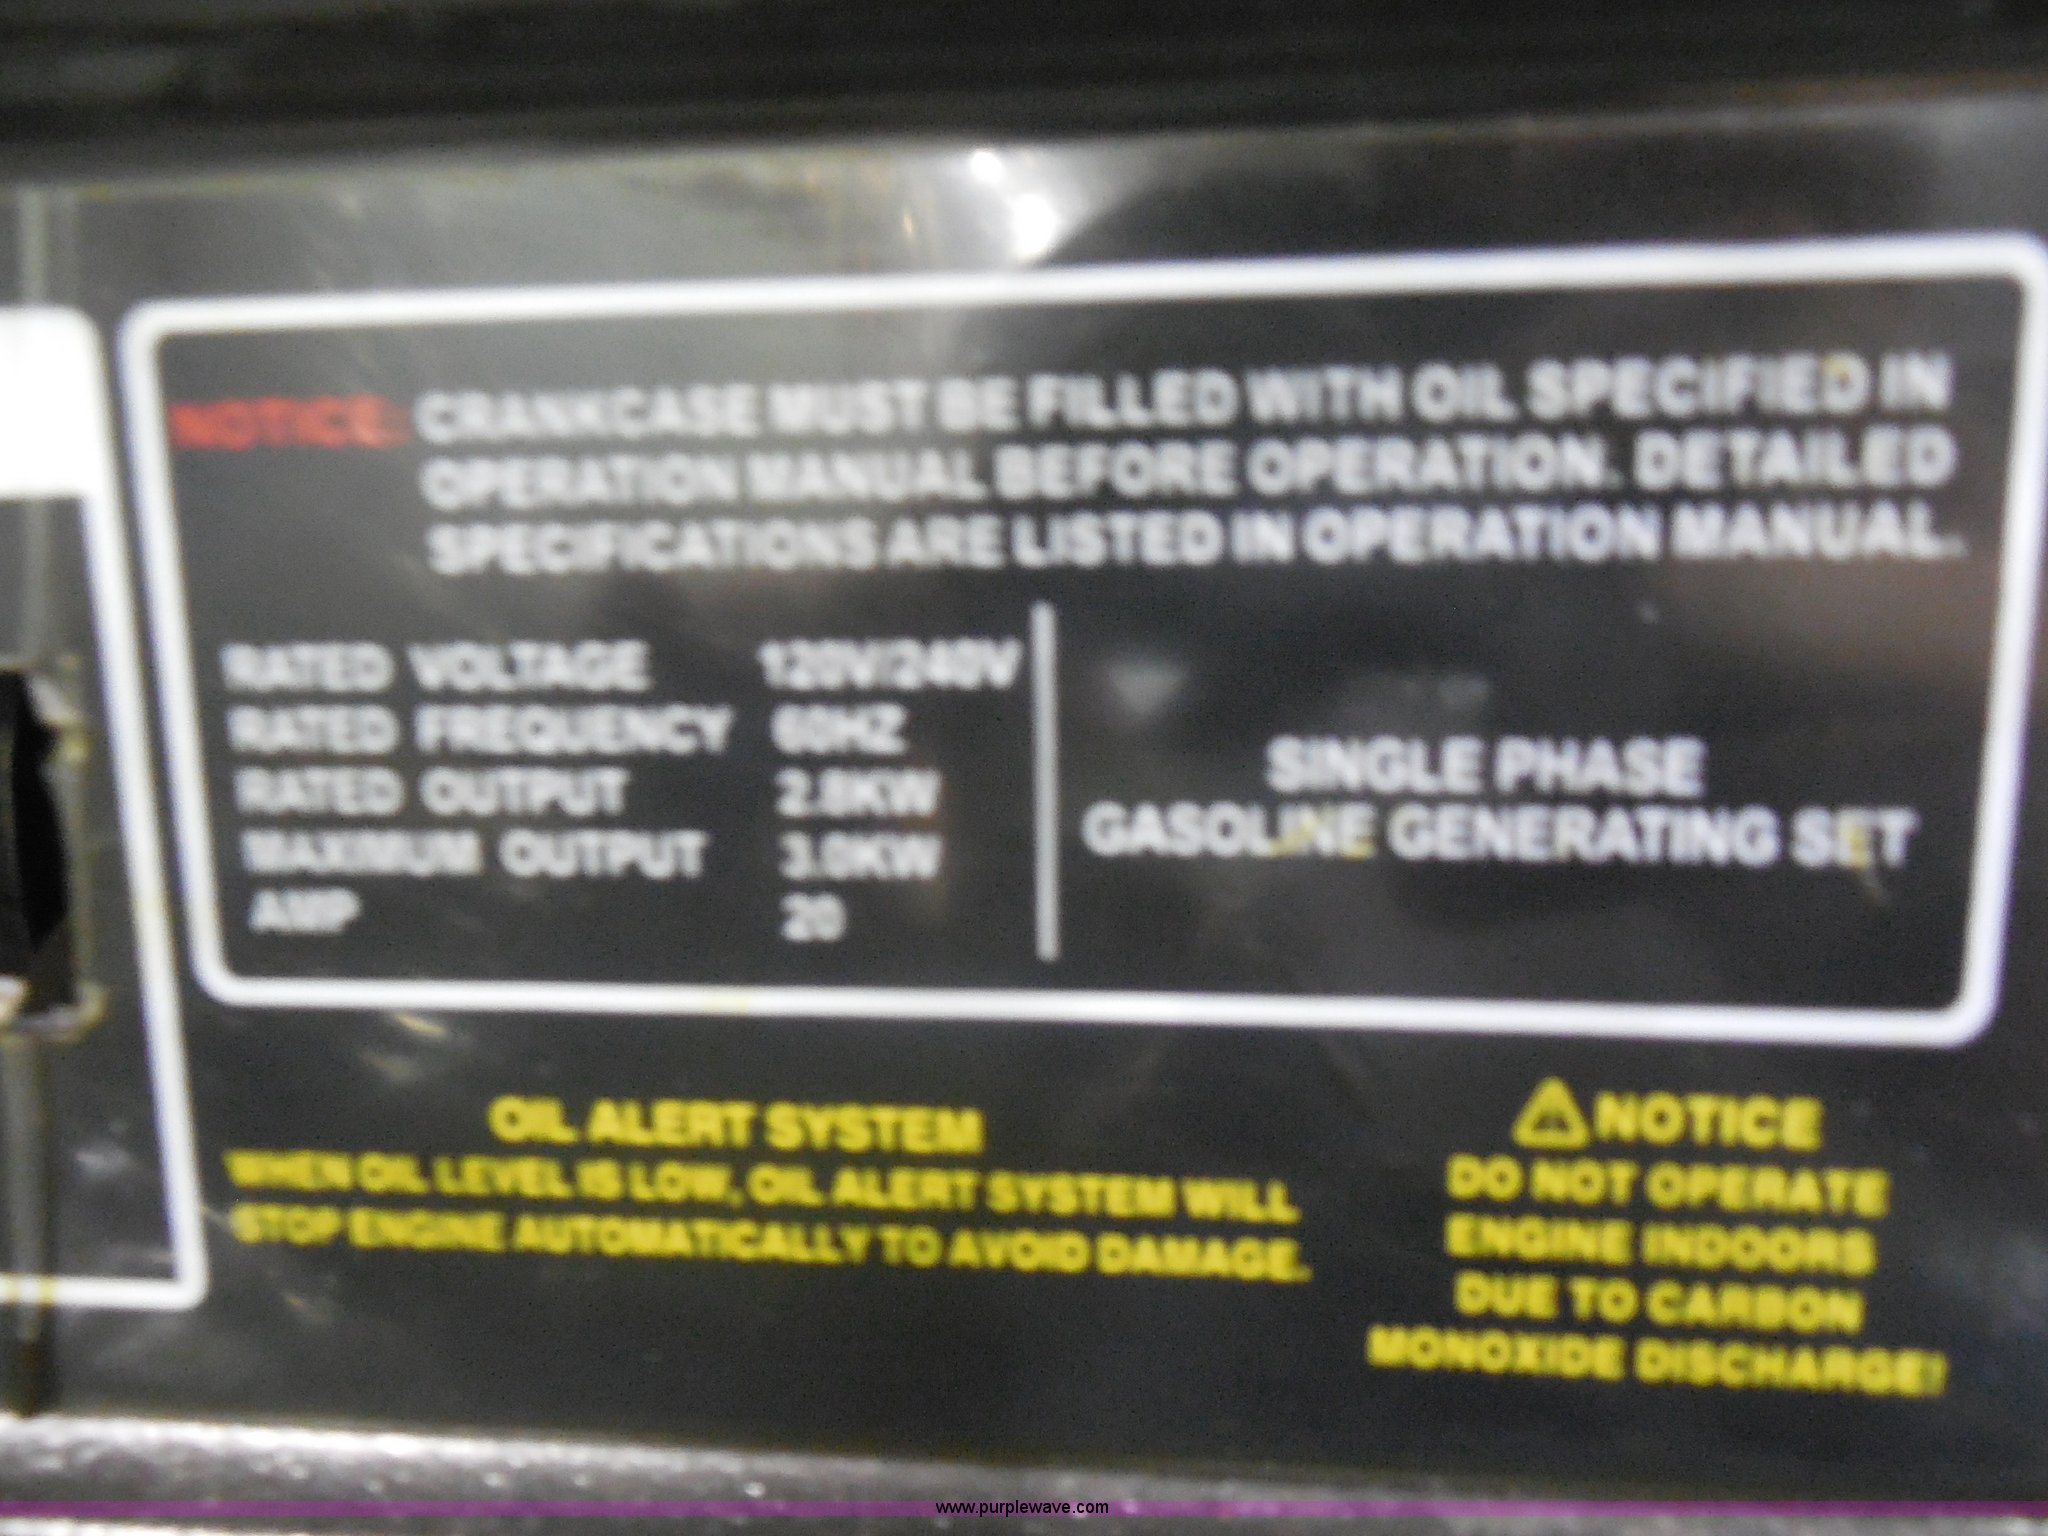 NOTICE: CRANKCASE MUST BE FILLED WITH OIL SPECIFIED IN
OPERATION MANUAL BEFORE OPERATION. DETAILED
SPECIFICATIONS ARE LISTED IN OPERATION MANUAL.
RATED VOLTAGE 120V/240V
RATED FREQUENCY 60HZ
RATED OUTPUT 2.8KW
MAXIMUM OUTPUT 3.0KW
AMP 20
SINGLE PHASE
GASOLINE GENERATING SET
OIL ALERT SYSTEM
WHEN OIL LEVEL IS LOW, OIL ALERT SYSTEM WILL
STOP ENGINE AUTOMATICALLY TO AVOID DAMAGE.
NOTICE
DO NOT OPERATE
ENGINE INDOORS
DUE TO CARBON
MONOXIDE DISCHARGE!
www.purplewave.com